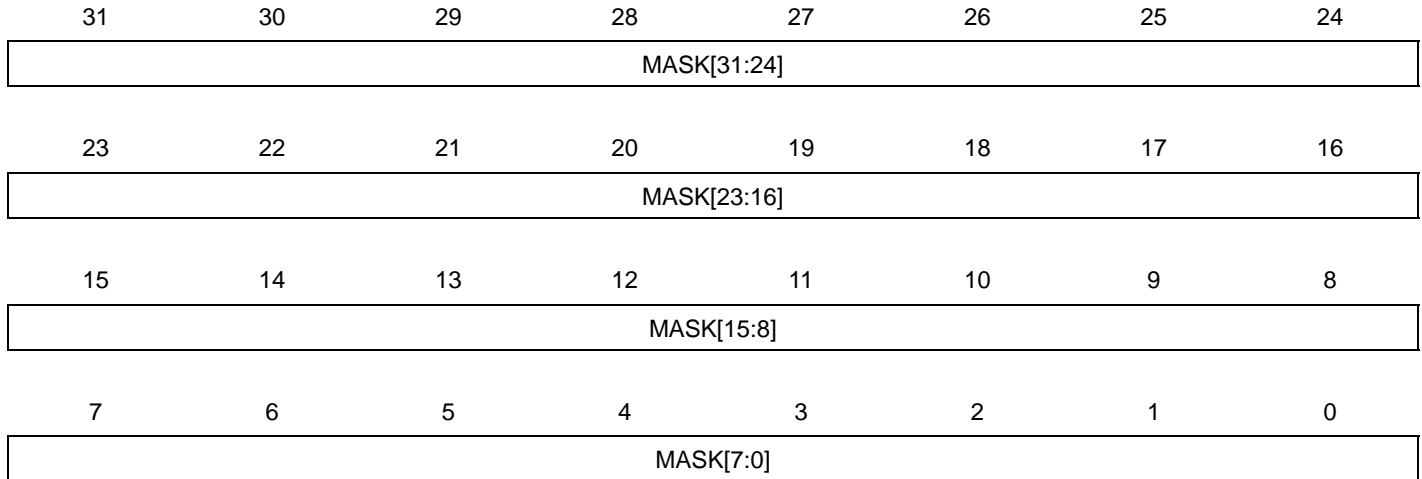 31 30 29 28 27 26 25 24
MASK[31:24]
23 22 21 20 19 18 17 16
MASK[23:16]
15 14 13 12 11 10 9 8
MASK[15:8]
7 6 5 4 3 2 1 0
MASK[7:0]